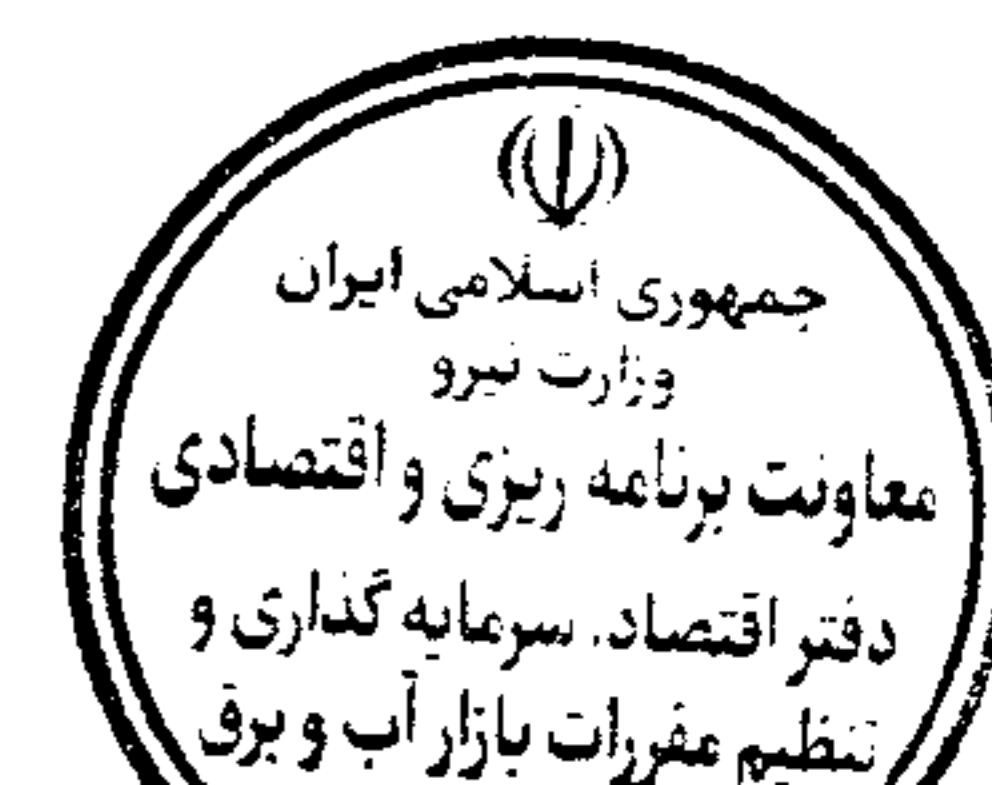 جمهوری اسلامی ایران
وزارت نیرو
معاونت برنامه ریزی و اقتصادی
دفتر اقتصاد، سرمایه گذاری و
تنظیم مقررات بازار آب و برق